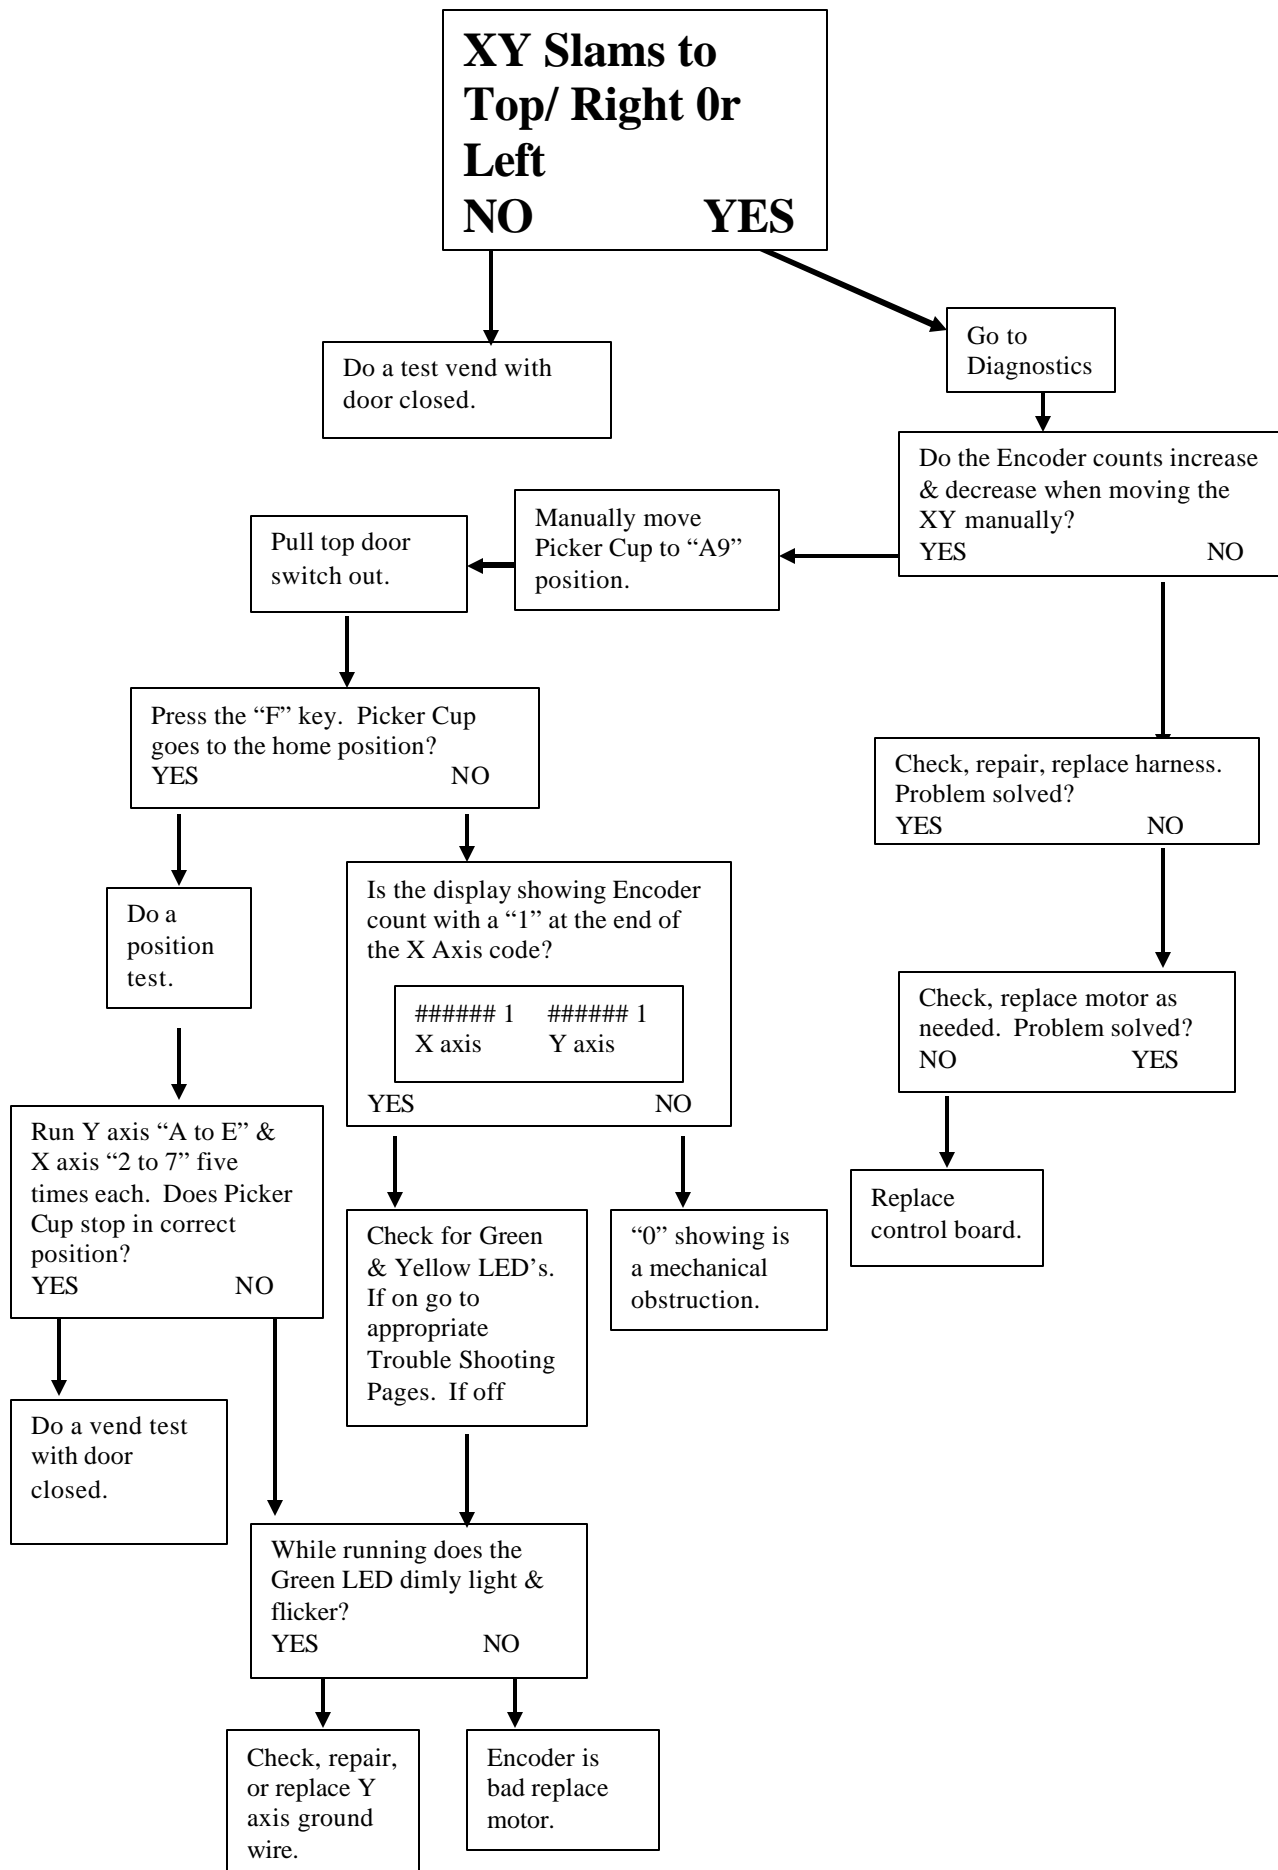 XY Slams to
Top/ Right 0r
Left
NO YES
Do a test vend with
door closed.
Go to
Diagnostics
Do the Encoder counts increase
& decrease when moving the
XY manually?
YES NO
Manually move
Picker Cup to “A9”
position.
Pull top door
switch out.
Press the “F” key. Picker Cup
goes to the home position?
YES NO
Check, repair, replace harness.
Problem solved?
YES NO
Do a
position
test.
Is the display showing Encoder
count with a “1” at the end of
the X Axis code?
###### 1 ###### 1
X axis Y axis
YES NO
Check, replace motor as
needed. Problem solved?
NO YES
Run Y axis “A to E” &
X axis “2 to 7” five
times each. Does Picker
Cup stop in correct
position?
YES NO
Check for Green
& Yellow LED’s.
If on go to
appropriate
Trouble Shooting
Pages. If off
“0” showing is
a mechanical
obstruction.
Replace
control board.
Do a vend test
with door
closed.
While running does the
Green LED dimly light &
flicker?
YES NO
Check, repair,
or replace Y
axis ground
wire.
Encoder is
bad replace
motor.